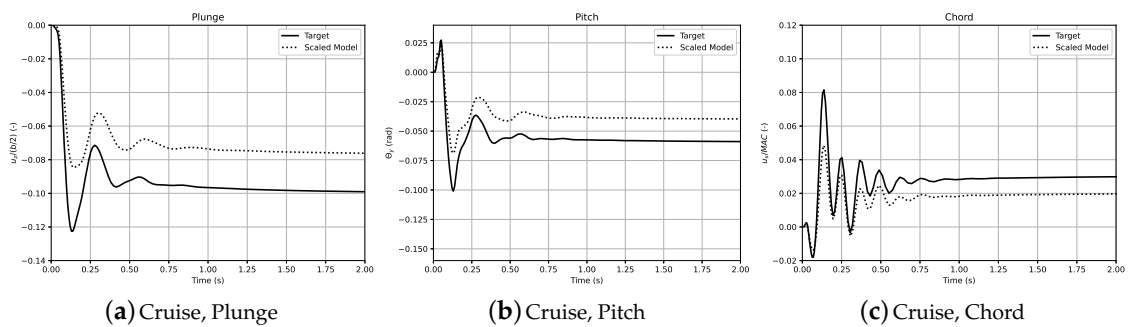 Plunge
Target
Scaled Model
0.00
−0.02
−0.04
−0.06
−0.08
−0.10
−0.12
−0.14
u_z/(b/2) (-)
0.00 0.25 0.50 0.75 1.00 1.25 1.50 1.75 2.00
Time (s)
(a) Cruise, Plunge
Pitch
Target
Scaled Model
0.025
0.000
−0.025
−0.050
−0.075
−0.100
−0.125
−0.150
Θ_y (rad)
0.00 0.25 0.50 0.75 1.00 1.25 1.50 1.75 2.00
Time (s)
(b) Cruise, Pitch
Chord
Target
Scaled Model
0.12
0.10
0.08
0.06
0.04
0.02
0.00
−0.02
u_x/MAC (-)
0.00 0.25 0.50 0.75 1.00 1.25 1.50 1.75 2.00
Time (s)
(c) Cruise, Chord